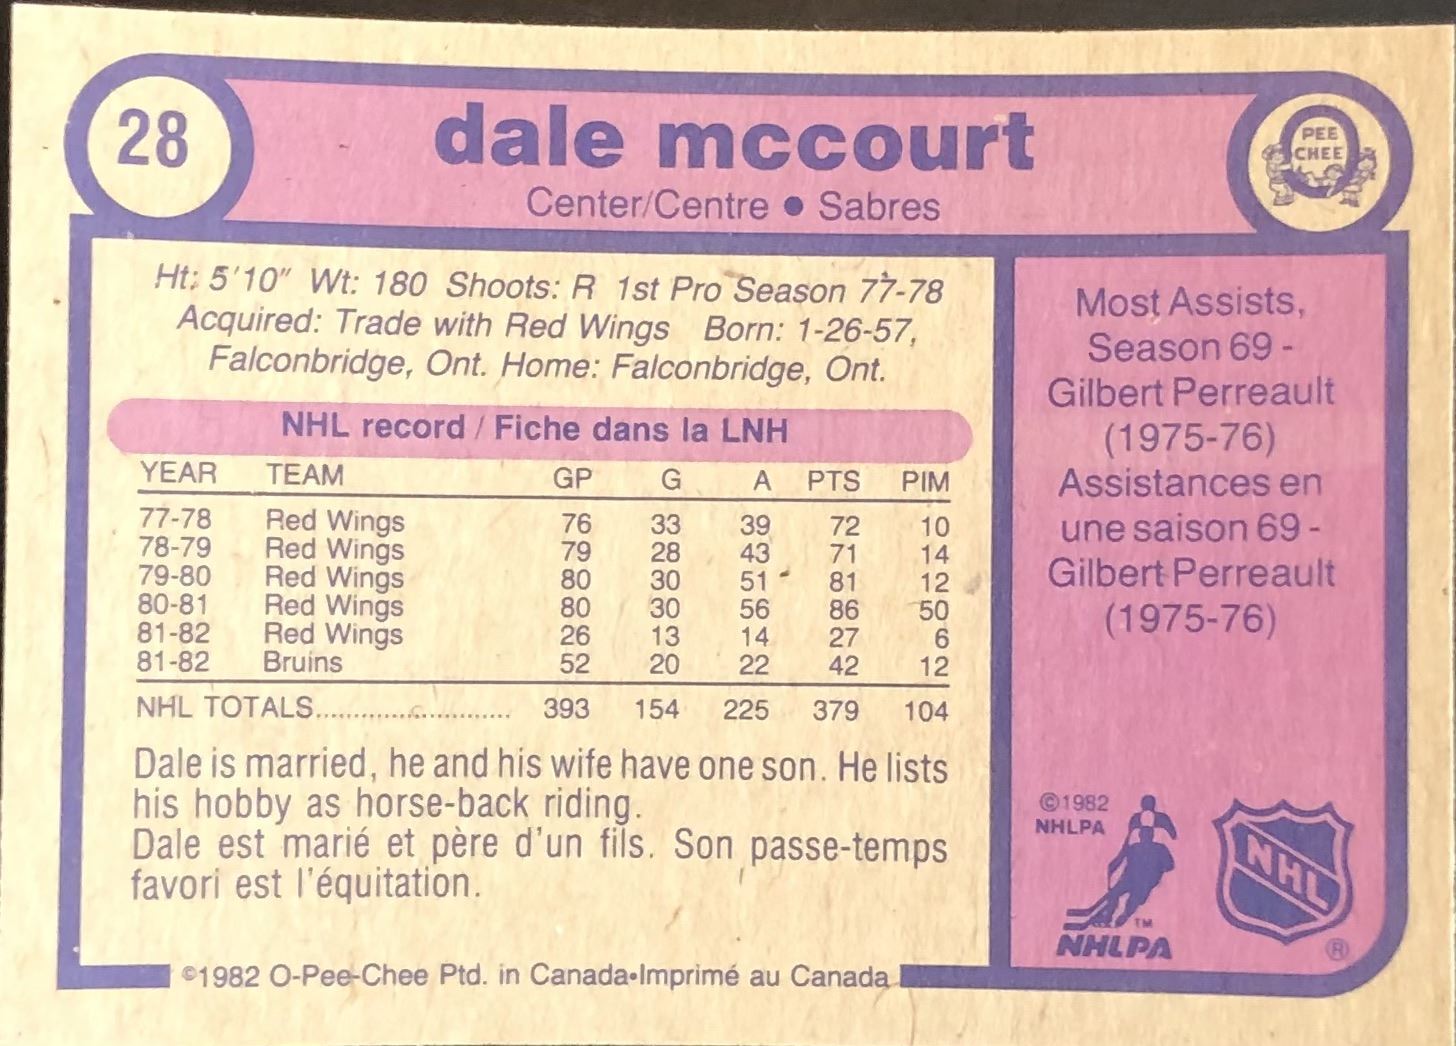 28
dale mccourt
Center/Centre • Sabres
PEE
CHEE
Ht: 5'10" Wt: 180 Shoots: R 1st Pro Season 77-78
Acquired: Trade with Red Wings Born: 1-26-57,
Falconbridge, Ont. Home: Falconbridge, Ont.
NHL record / Fiche dans la LNH
YEAR TEAM GP G A PTS PIM
77-78 Red Wings 76 33 39 72 10
78-79 Red Wings 79 28 43 71 14
79-80 Red Wings 80 30 51 81 12
80-81 Red Wings 80 30 56 86 50
81-82 Red Wings 26 13 14 27 6
81-82 Bruins 52 20 22 42 12
NHL TOTALS........................... 393 154 225 379 104
Dale is married, he and his wife have one son. He lists
his hobby as horse-back riding.
Dale est marié et père d'un fils. Son passe-temps
favori est l'équitation.
©1982 O-Pee-Chee Ptd. in Canada•Imprimé au Canada
Most Assists,
Season 69 -
Gilbert Perreault
(1975-76)
Assistances en
une saison 69 -
Gilbert Perreault
(1975-76)
©1982
NHLPA
TM
NHLPA
NHL
®